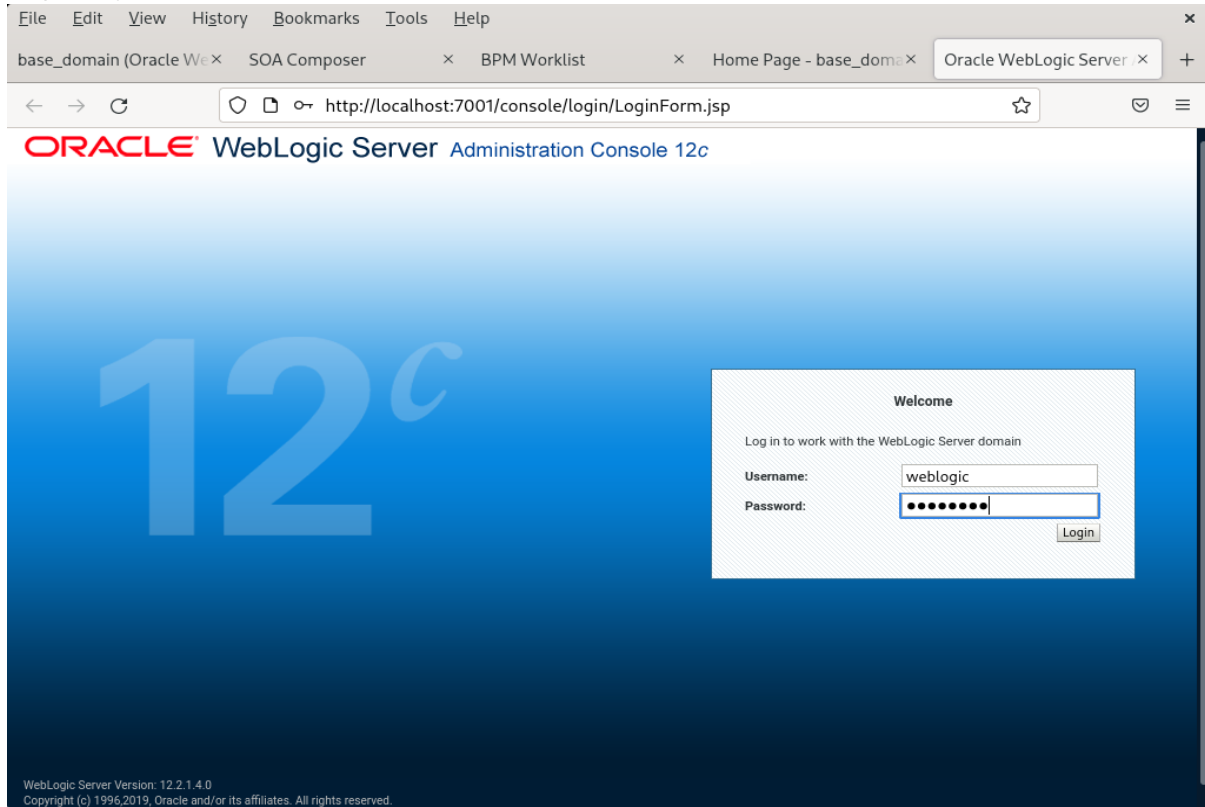 File Edit View History Bookmarks Tools Help ×
base_domain (Oracle We × SOA Composer × BPM Worklist × Home Page - base_doma × Oracle WebLogic Server × +
http://localhost:7001/console/login/LoginForm.jsp
ORACLE WebLogic Server Administration Console 12c
12c
Welcome
Log in to work with the WebLogic Server domain
Username: weblogic
Password: ●●●●●●●●
Login
WebLogic Server Version: 12.2.1.4.0
Copyright (c) 1996,2019, Oracle and/or its affiliates. All rights reserved.